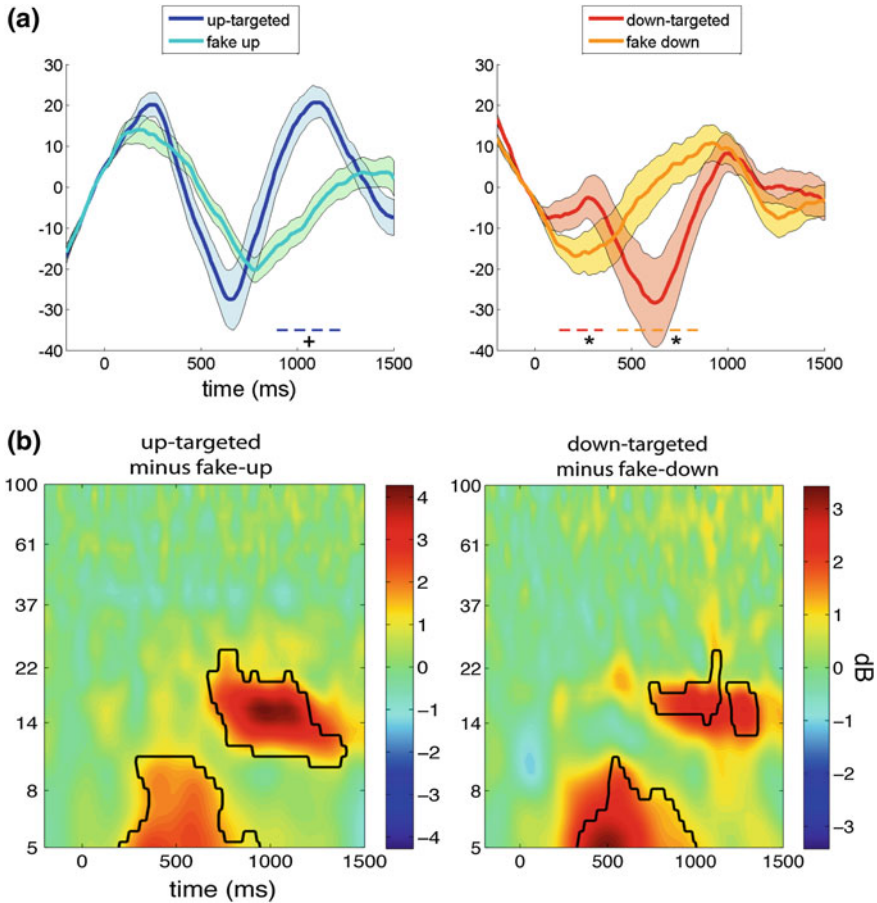 (a)
up-targeted
fake up
down-targeted
fake down
30
20
10
0
-10
-20
-30
-40
0 500 1000 1500
time (ms)
+
30
20
10
0
-10
-20
-30
-40
0 500 1000 1500
* *
(b)
up-targeted
minus fake-up
down-targeted
minus fake-down
100
61
37
22
14
8
5
0 500 1000 1500
time (ms)
4
3
2
1
0
−1
−2
−3
−4
100
61
37
22
14
8
5
0 500 1000 1500
3
2
1
0
−1
−2
−3
dB